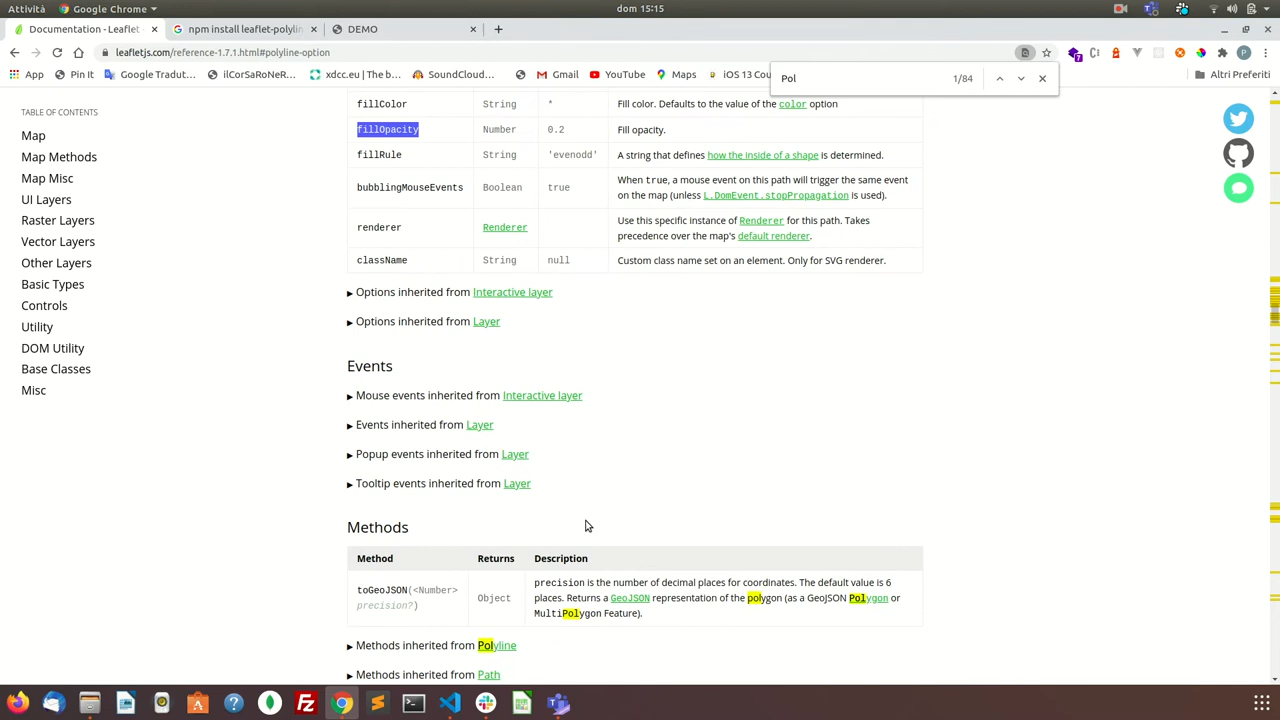 Attività
Google Chrome
dom 15:15
Documentation - Leaflet
npm install leaflet-polylin
DEMO
leafletjs.com/reference-1.7.1.html#polyline-option
App
Pin It
Google Tradut...
ilCorSaRoNeR...
xdcc.eu | The b...
SoundCloud...
Gmail
YouTube
Maps
iOS 13 Cou
Altri Preferiti
Pol
1/84
TABLE OF CONTENTS
Map
Map Methods
Map Misc
UI Layers
Raster Layers
Vector Layers
Other Layers
Basic Types
Controls
Utility
DOM Utility
Base Classes
Misc
fillColor String * Fill color. Defaults to the value of the color option
fillOpacity Number 0.2 Fill opacity.
fillRule String 'evenodd' A string that defines how the inside of a shape is determined.
bubblingMouseEvents Boolean true When true, a mouse event on this path will trigger the same event
on the map (unless L.DomEvent.stopPropagation is used).
renderer Renderer Use this specific instance of Renderer for this path. Takes
precedence over the map's default renderer.
className String null Custom class name set on an element. Only for SVG renderer.
Options inherited from Interactive layer
Options inherited from Layer
Events
Mouse events inherited from Interactive layer
Events inherited from Layer
Popup events inherited from Layer
Tooltip events inherited from Layer
Methods
Method Returns Description
toGeoJSON(<Number>
precision?)
Object
precision is the number of decimal places for coordinates. The default value is 6
places. Returns a GeoJSON representation of the polygon (as a GeoJSON Polygon or
MultiPolygon Feature).
Methods inherited from Polyline
Methods inherited from Path